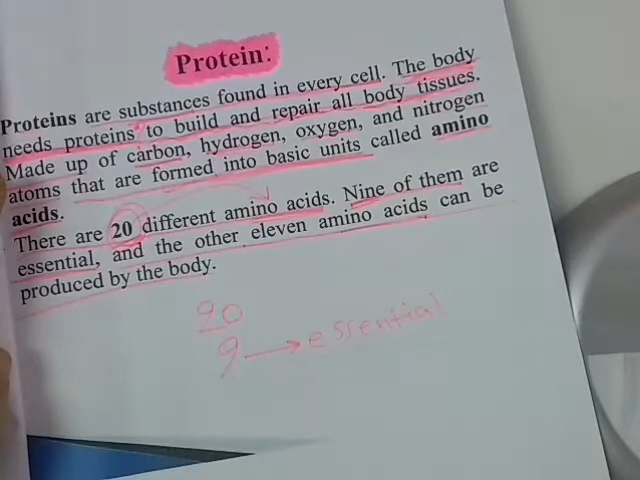 Protein:
Proteins are substances found in every cell. The body
needs proteins to build and repair all body tissues.
Made up of carbon, hydrogen, oxygen, and nitrogen
atoms that are formed into basic units called amino
acids.
There are 20 different amino acids. Nine of them are
essential, and the other eleven amino acids can be
produced by the body.
20
9 → essential